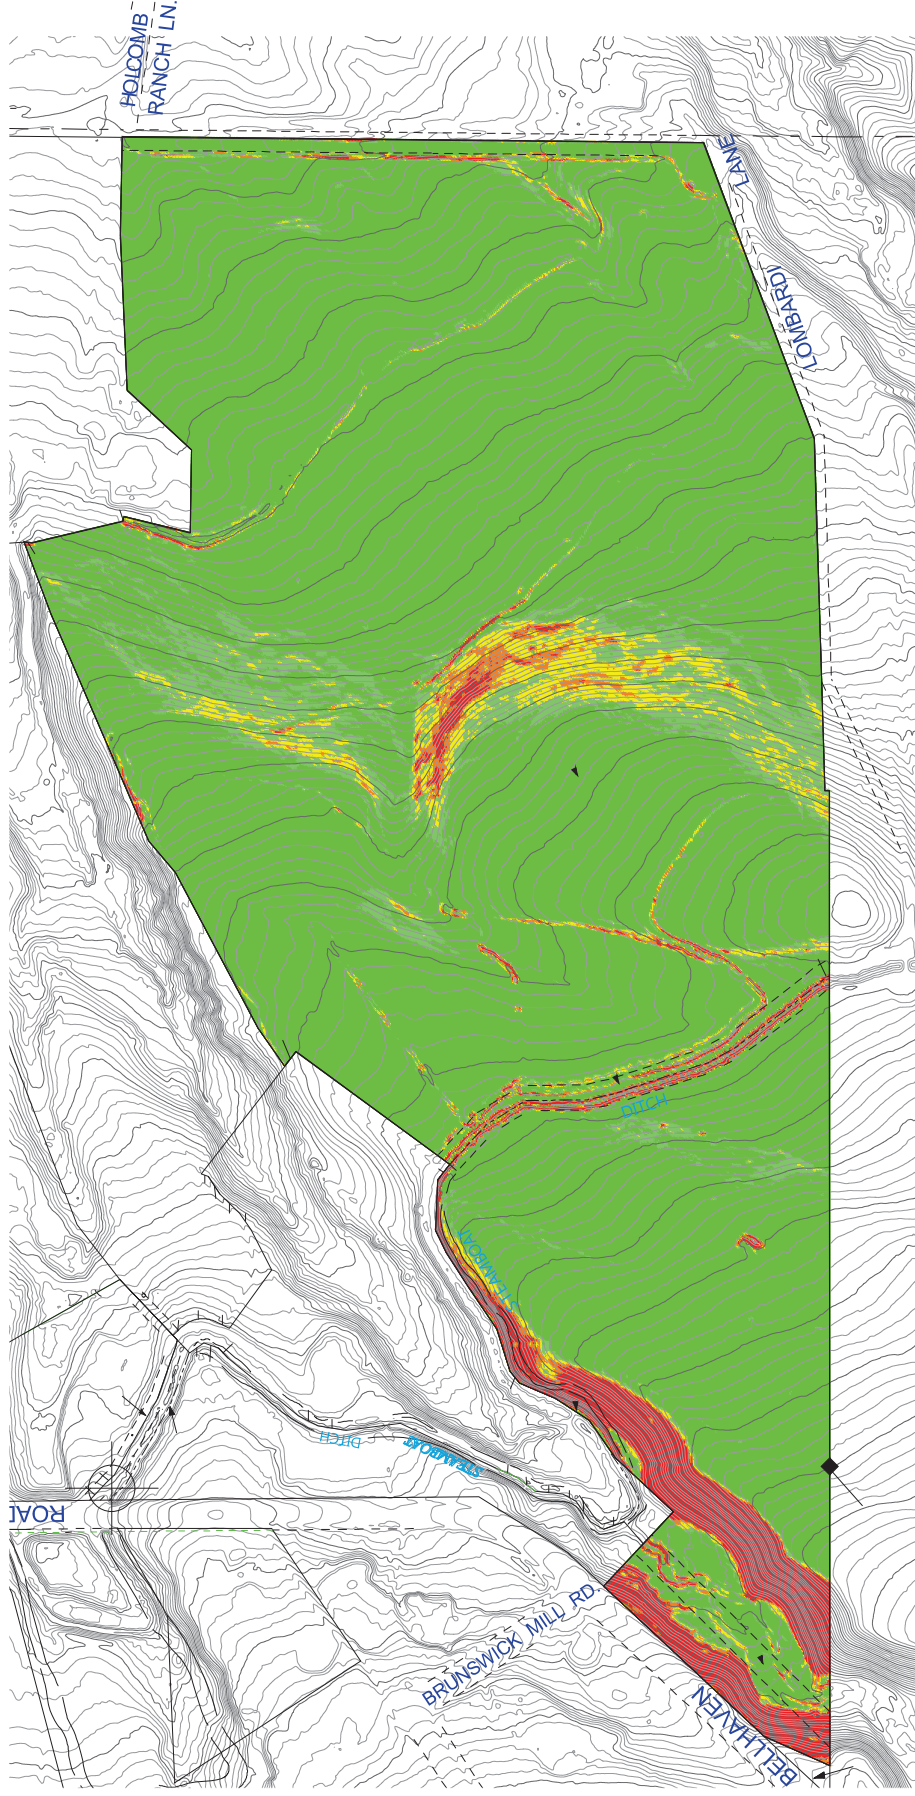 HOLCOMB
RANCH LN.
LANE
LOMBARDI
DITCH
STEAMBOAT
DITCH
STEAMBOAT
ROAD
BRUNSWICK MILL RD.
BELLHAVEN